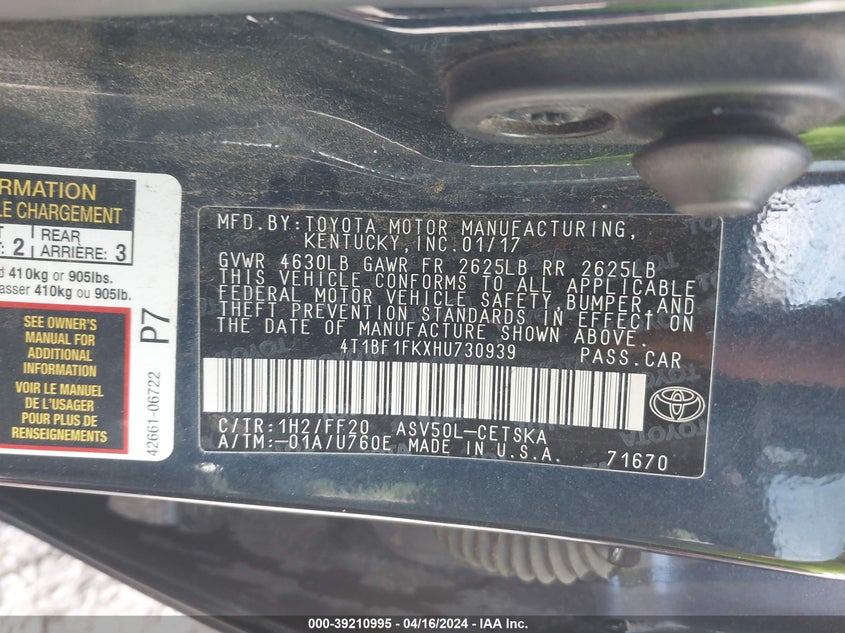 RMATION
LE CHARGEMENT
: 2
REAR
ARRIÈRE: 3
410kg or 905lbs.
asser 410kg ou 905lb.
SEE OWNER'S
MANUAL FOR
ADDITIONAL
INFORMATION
VOIR LE MANUEL
DE L'USAGER
POUR PLUS DE
RENSEIGNEMENTS
P7
42661-06722
MFD.BY:TOYOTA MOTOR MANUFACTURING,
KENTUCKY, INC.01/17
GVWR 4630LB GAWR FR 2625LB RR 2625LB
THIS VEHICLE CONFORMS TO ALL APPLICABLE
FEDERAL MOTOR VEHICLE SAFETY, BUMPER, AND
THEFT PREVENTION STANDARDS IN EFFECT ON
THE DATE OF MANUFACTURE SHOWN ABOVE.
4T1BF1FKXHU730939 PASS.CAR
C/TR:1H2/FF20 ASV50L-CETSKA
A/TM:-01A/U760E MADE IN U.S.A. 71670
000-39210995 - 04/16/2024 - IAA Inc.